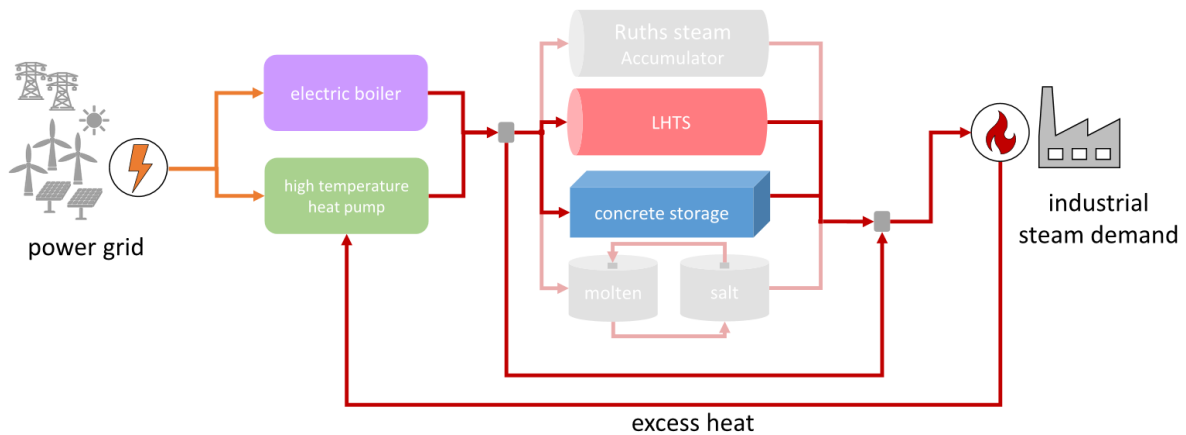 Ruths steam
Accumulator
electric boiler
LHTS
high temperature
heat pump
concrete storage
industrial
steam demand
power grid
molten
salt
excess heat